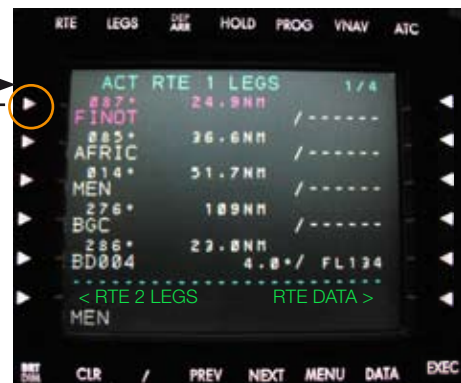 RTE LEGS DEP ARR HOLD PROG VNAV ATC
ACT RTE 1 LEGS 1/4
087° 24.9NM
FINOT /------
085° 36.6NM
AFRIC /------
014° 51.7NM
MEN /------
276° 109NM
BGC /------
286° 23.0NM
BD004 4.0°/ FL134
------------------------
< RTE 2 LEGS RTE DATA >
MEN
BRT DIM CLR / PREV NEXT MENU DATA EXEC